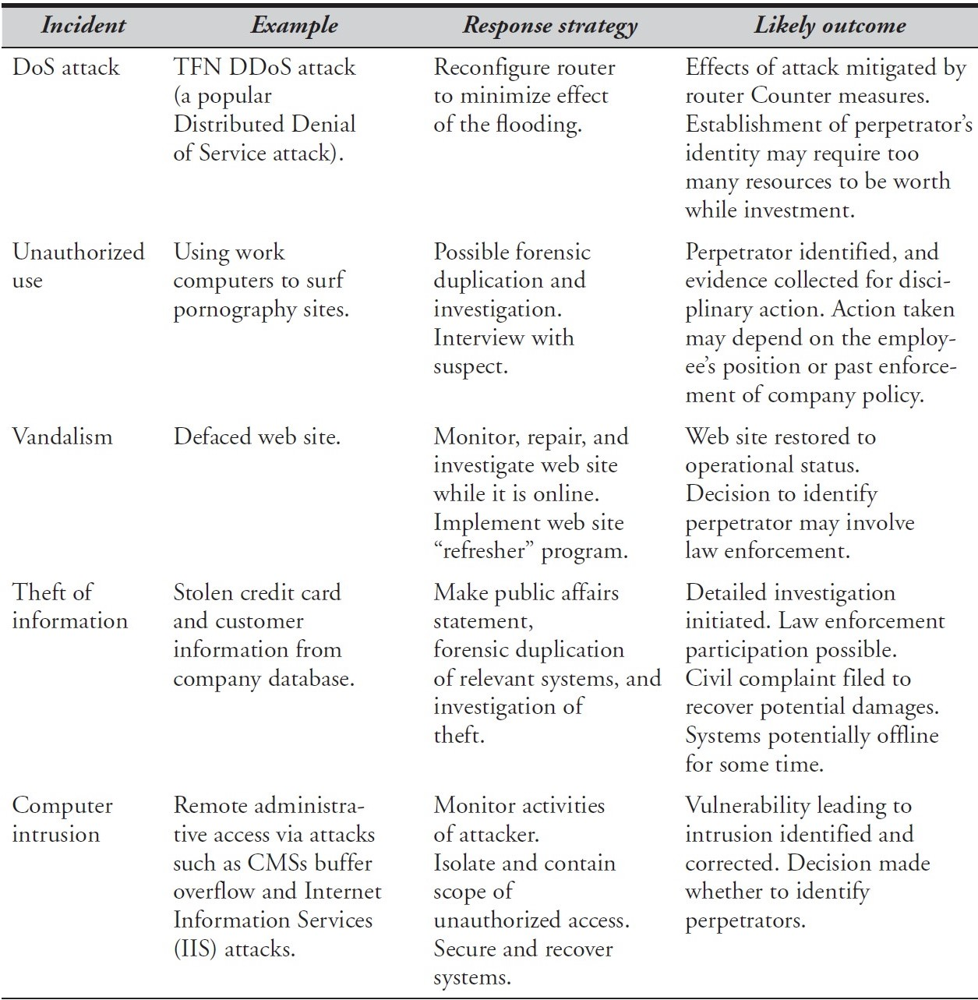 Incident Example Response strategy Likely outcome
DoS attack
TFN DDoS attack
(a popular
Distributed Denial
of Service attack).
Reconfigure router
to minimize effect
of the flooding.
Effects of attack mitigated by
router Counter measures.
Establishment of perpetrator’s
identity may require too
many resources to be worth
while investment.
Unauthorized
use
Using work
computers to surf
pornography sites.
Possible forensic
duplication and
investigation.
Interview with
suspect.
Perpetrator identified, and
evidence collected for disci-
plinary action. Action taken
may depend on the employ-
ee’s position or past enforce-
ment of company policy.
Vandalism
Defaced web site.
Monitor, repair, and
investigate web site
while it is online.
Implement web site
“refresher” program.
Web site restored to
operational status.
Decision to identify
perpetrator may involve
law enforcement.
Theft of
information
Stolen credit card
and customer
information from
company database.
Make public affairs
statement,
forensic duplication
of relevant systems, and
investigation of
theft.
Detailed investigation
initiated. Law enforcement
participation possible.
Civil complaint filed to
recover potential damages.
Systems potentially offline
for some time.
Computer
intrusion
Remote administra-
tive access via attacks
such as CMSs buffer
overflow and Internet
Information Services
(IIS) attacks.
Monitor activities
of attacker.
Isolate and contain
scope of
unauthorized access.
Secure and recover
systems.
Vulnerability leading to
intrusion identified and
corrected. Decision made
whether to identify
perpetrators.